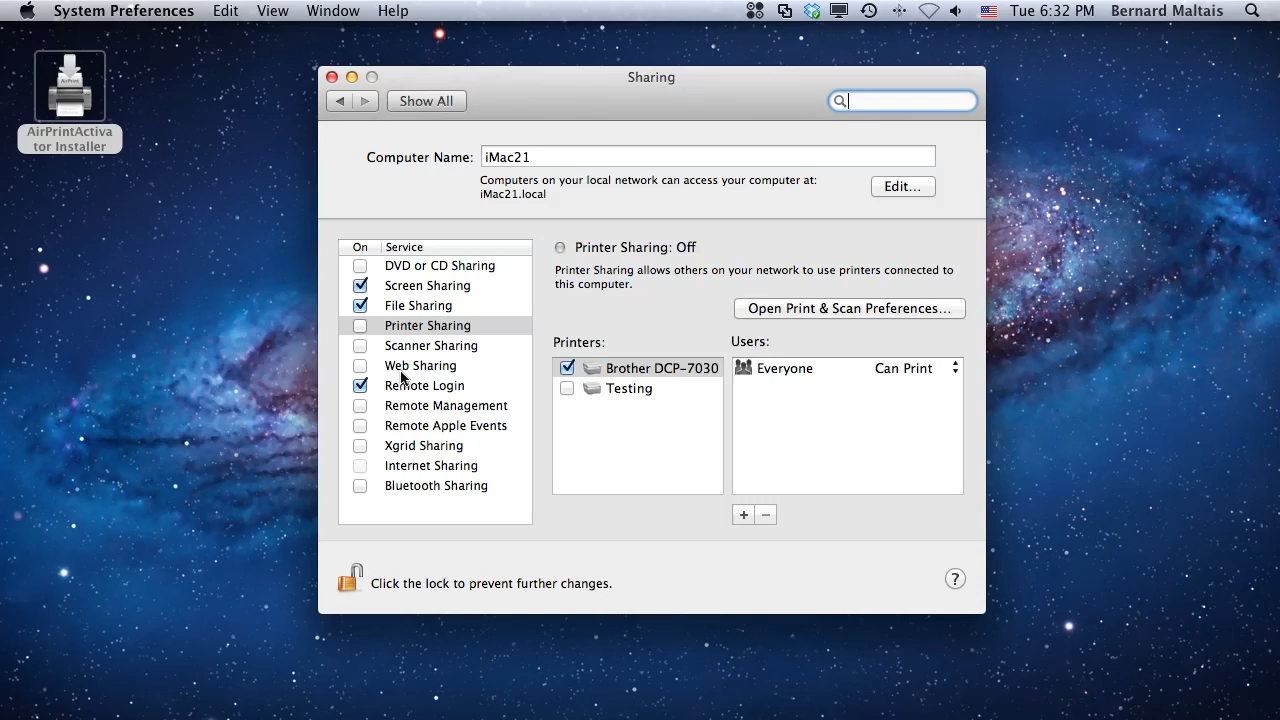 System Preferences Edit View Window Help Tue 6:32 PM Bernard Maltais
AirPrint
AirPrintActiva
tor Installer
Sharing
Show All
Computer Name: iMac21
Computers on your local network can access your computer at:
iMac21.local
Edit...
On Service
DVD or CD Sharing
Screen Sharing
File Sharing
Printer Sharing
Scanner Sharing
Web Sharing
Remote Login
Remote Management
Remote Apple Events
Xgrid Sharing
Internet Sharing
Bluetooth Sharing
Printer Sharing: Off
Printer Sharing allows others on your network to use printers connected to
this computer.
Open Print & Scan Preferences...
Printers:
Brother DCP-7030
Testing
Users:
Everyone Can Print
+ −
Click the lock to prevent further changes.
?